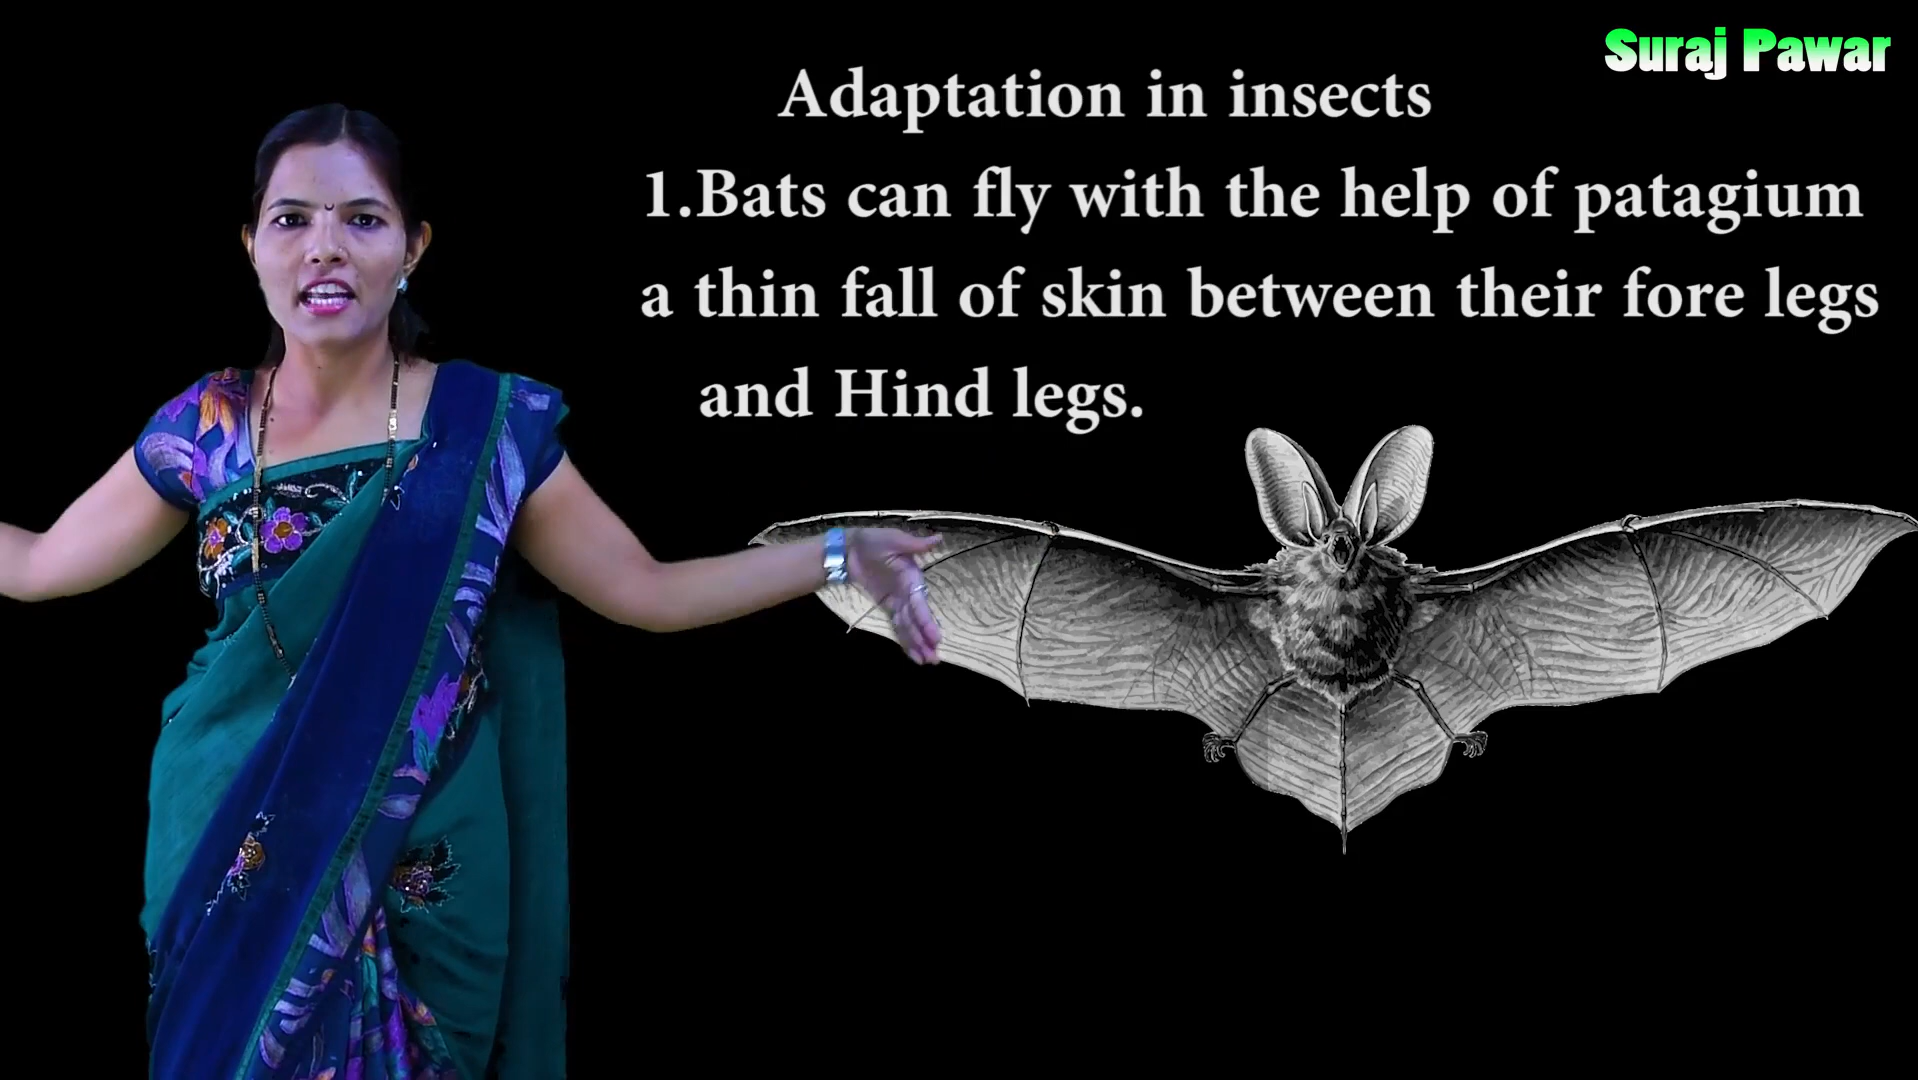 Suraj Pawar
Adaptation in insects
1.Bats can fly with the help of patagium
a thin fall of skin between their fore legs
and Hind legs.